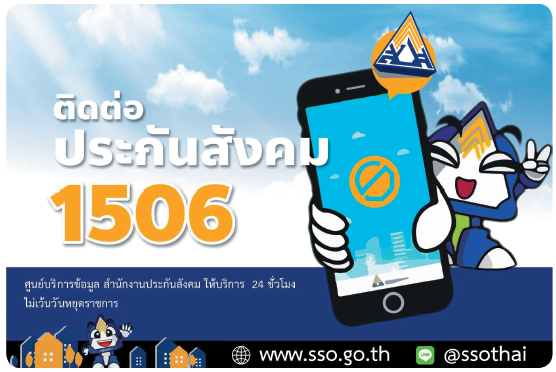 ติดต่อ
ประกันสังคม
1506
ศูนย์บริการข้อมูล สำนักงานประกันสังคม ให้บริการ 24 ชั่วโมง
ไม่เว้นวันหยุดราชการ
www.sso.go.th
LINE
@ssothai